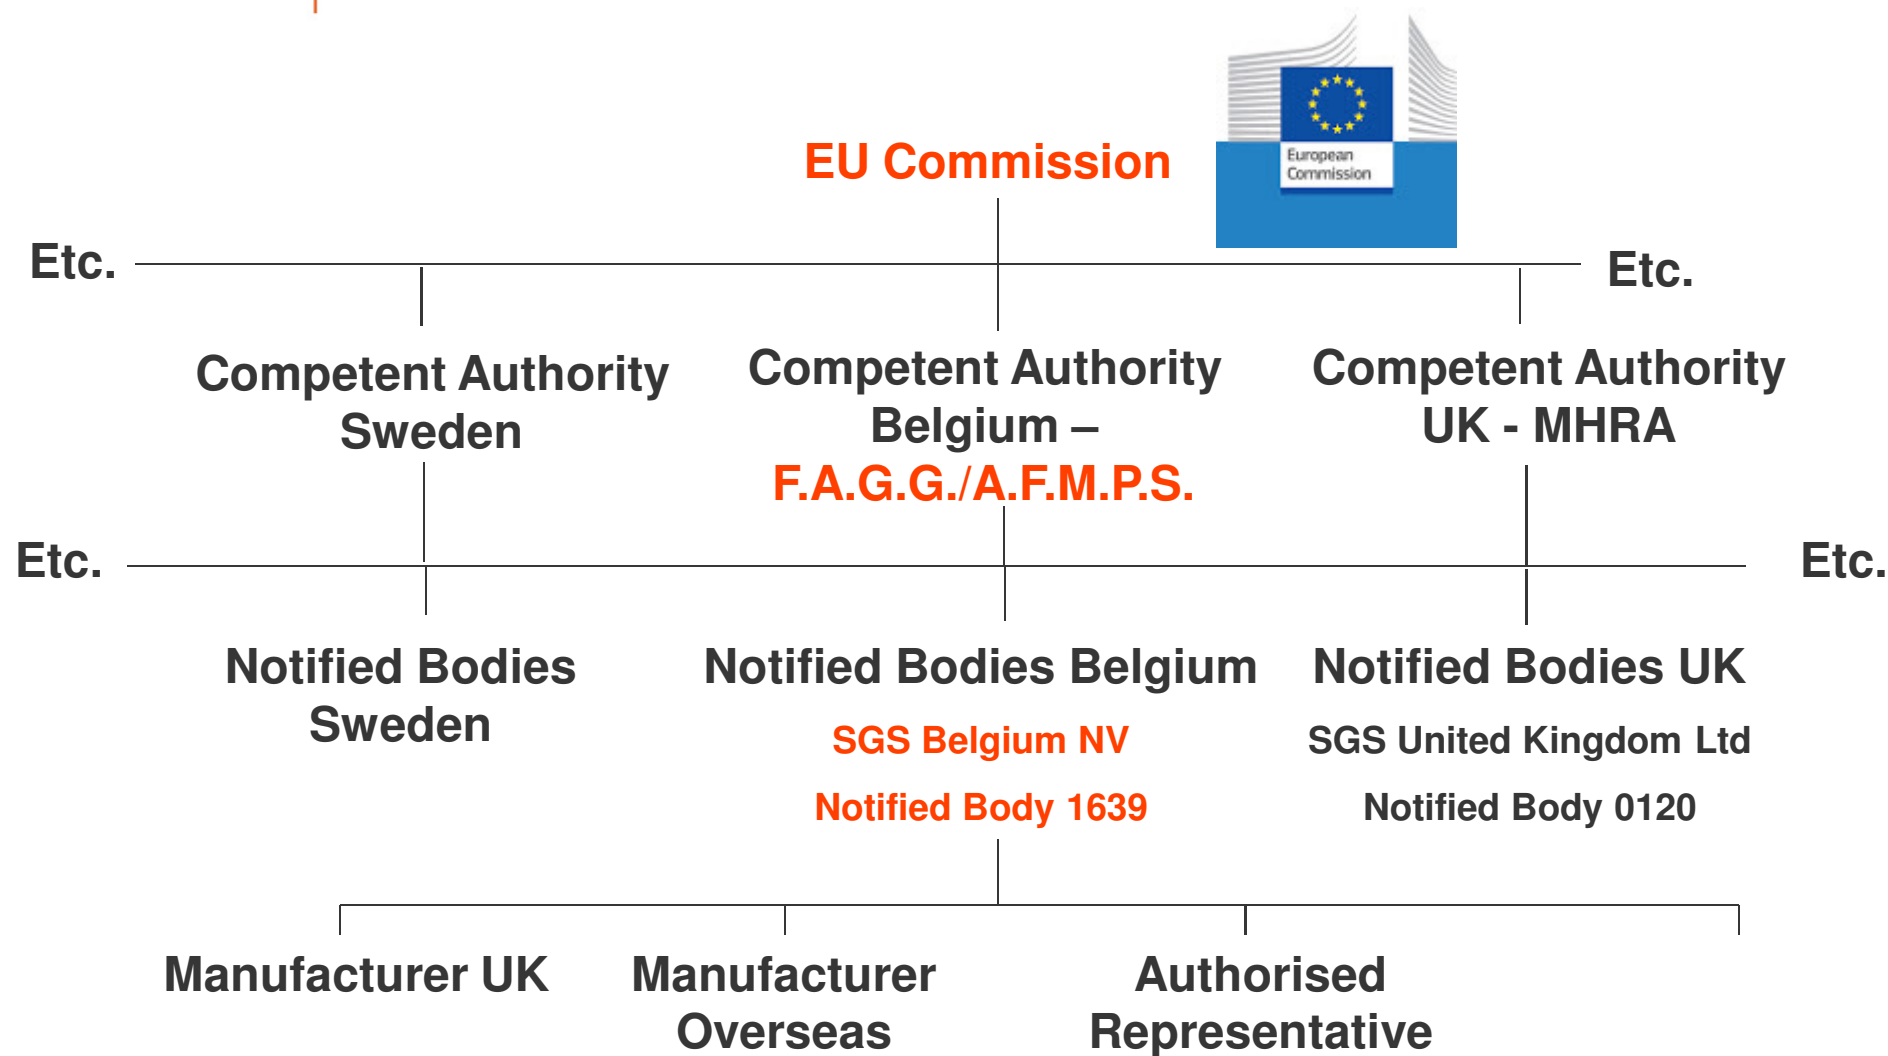 EU Commission
European
Commission
Etc.
Etc.
Competent Authority
Sweden
Competent Authority
Belgium –
F.A.G.G./A.F.M.P.S.
Competent Authority
UK - MHRA
Etc.
Etc.
Notified Bodies
Sweden
Notified Bodies Belgium
SGS Belgium NV
Notified Body 1639
Notified Bodies UK
SGS United Kingdom Ltd
Notified Body 0120
Manufacturer UK
Manufacturer
Overseas
Authorised
Representative